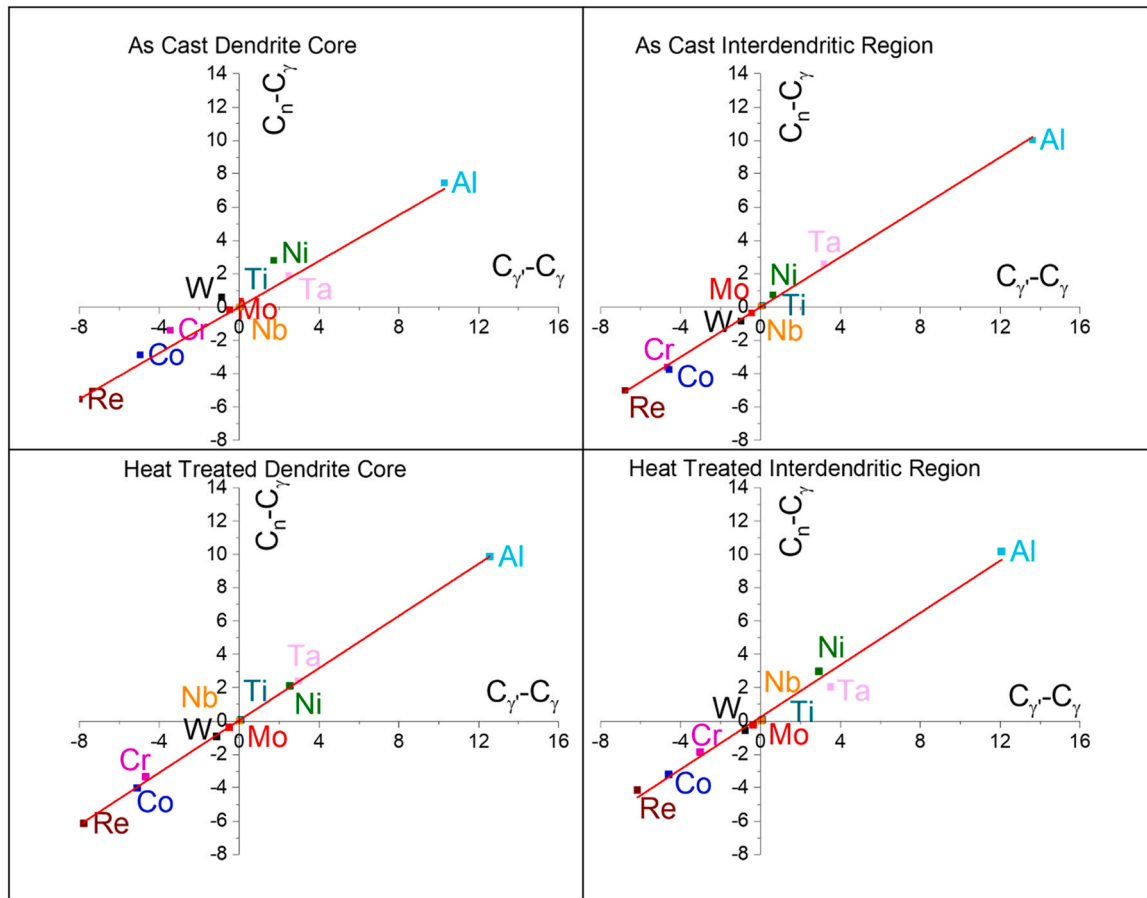 As Cast Dendrite Core
C_n-C_γ
14
12
10
8
6
4
2
0
-2
-4
-6
-8
-8 -4 0 4 8 12 16
C_γ'-C_γ
Al
Ni
Ti
Ta
W
Mo
Nb
Cr
Co
Re
As Cast Interdendritic Region
C_n-C_γ
14
12
10
8
6
4
2
0
-2
-4
-6
-8
-8 -4 0 4 8 12 16
C_γ'-C_γ
Al
Ta
Ni
Mo
Ti
W
Nb
Cr
Co
Re
Heat Treated Dendrite Core
C_n-C_γ
14
12
10
8
6
4
2
0
-2
-4
-6
-8
-8 -4 0 4 8 12 16
C_γ'-C_γ
Al
Ta
Nb
Ti
Ni
W
Mo
Cr
Co
Re
Heat Treated Interdendritic Region
C_n-C_γ
14
12
10
8
6
4
2
0
-2
-4
-6
-8
-8 -4 0 4 8 12 16
C_γ'-C_γ
Al
Ni
Nb
Ta
W
Ti
Mo
Cr
Co
Re